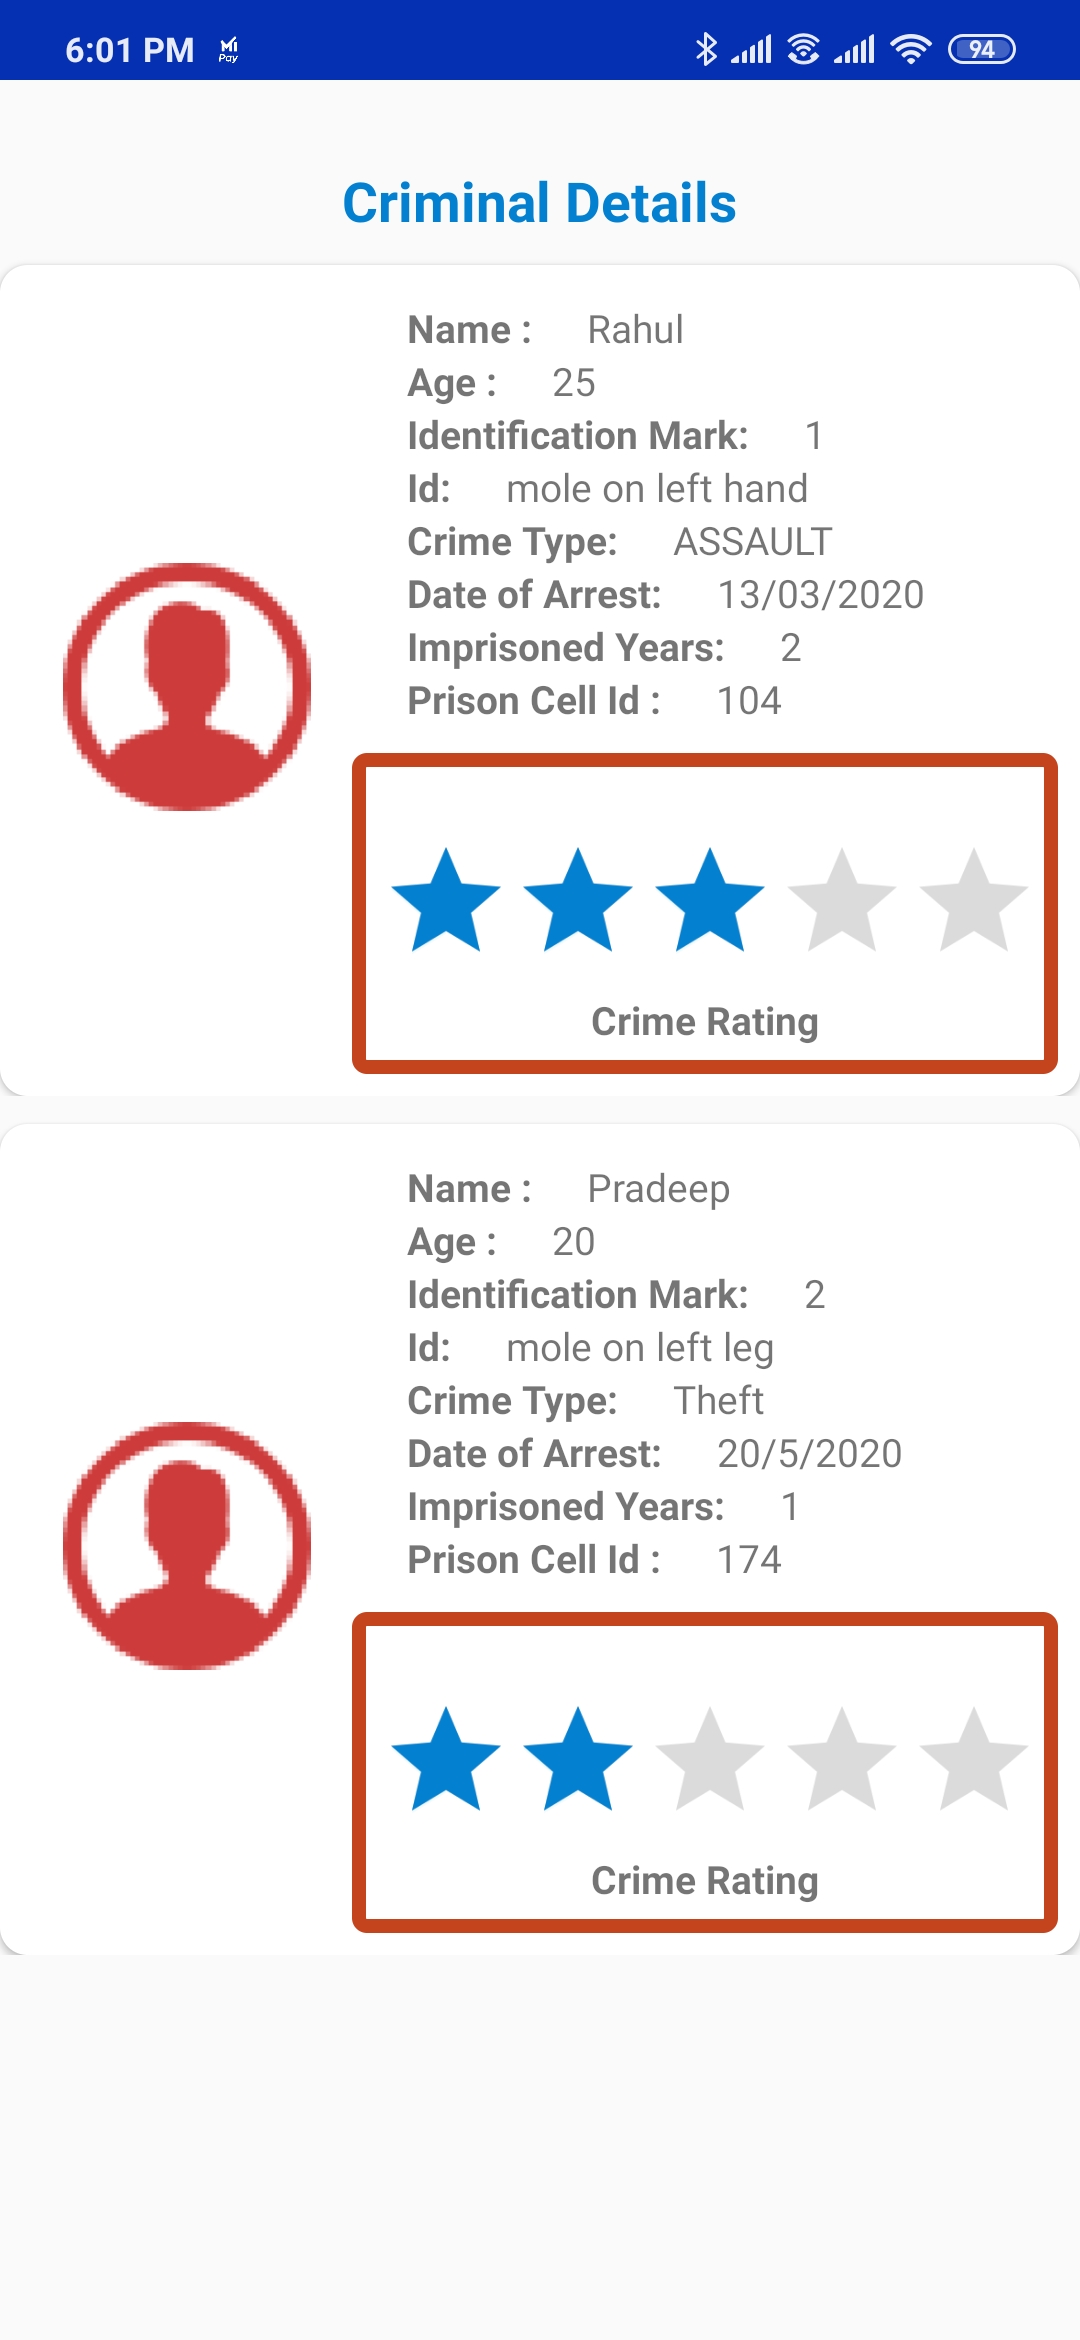 6:01 PM Mi Pay 94
Criminal Details
Name : Rahul
Age : 25
Identification Mark: 1
Id: mole on left hand
Crime Type: ASSAULT
Date of Arrest: 13/03/2020
Imprisoned Years: 2
Prison Cell Id : 104
Crime Rating
Name : Pradeep
Age : 20
Identification Mark: 2
Id: mole on left leg
Crime Type: Theft
Date of Arrest: 20/5/2020
Imprisoned Years: 1
Prison Cell Id : 174
Crime Rating